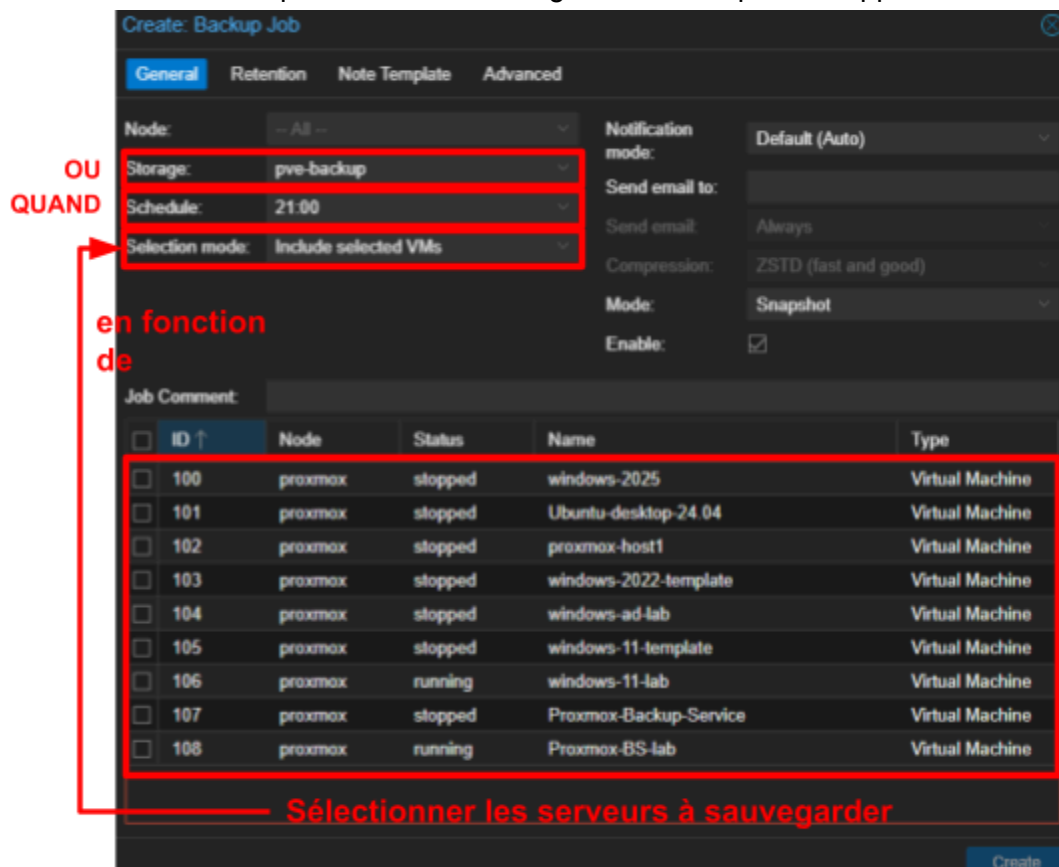 Create: Backup Job
General Retention Note Template Advanced
Node: -- All --
Notification mode: Default (Auto)
OU
Storage: pve-backup
Send email to:
QUAND
Schedule: 21:00
Send email: Always
Selection mode: Include selected VMs
Compression: ZSTD (fast and good)
Mode: Snapshot
en fonction
de
Enable:
Job Comment:
ID ↑ Node Status Name Type
100 proxmox stopped windows-2025 Virtual Machine
101 proxmox stopped Ubuntu-desktop-24.04 Virtual Machine
102 proxmox stopped proxmox-host1 Virtual Machine
103 proxmox stopped windows-2022-template Virtual Machine
104 proxmox stopped windows-ad-lab Virtual Machine
105 proxmox stopped windows-11-template Virtual Machine
106 proxmox running windows-11-lab Virtual Machine
107 proxmox stopped Proxmox-Backup-Service Virtual Machine
108 proxmox running Proxmox-BS-lab Virtual Machine
Sélectionner les serveurs à sauvegarder
Create